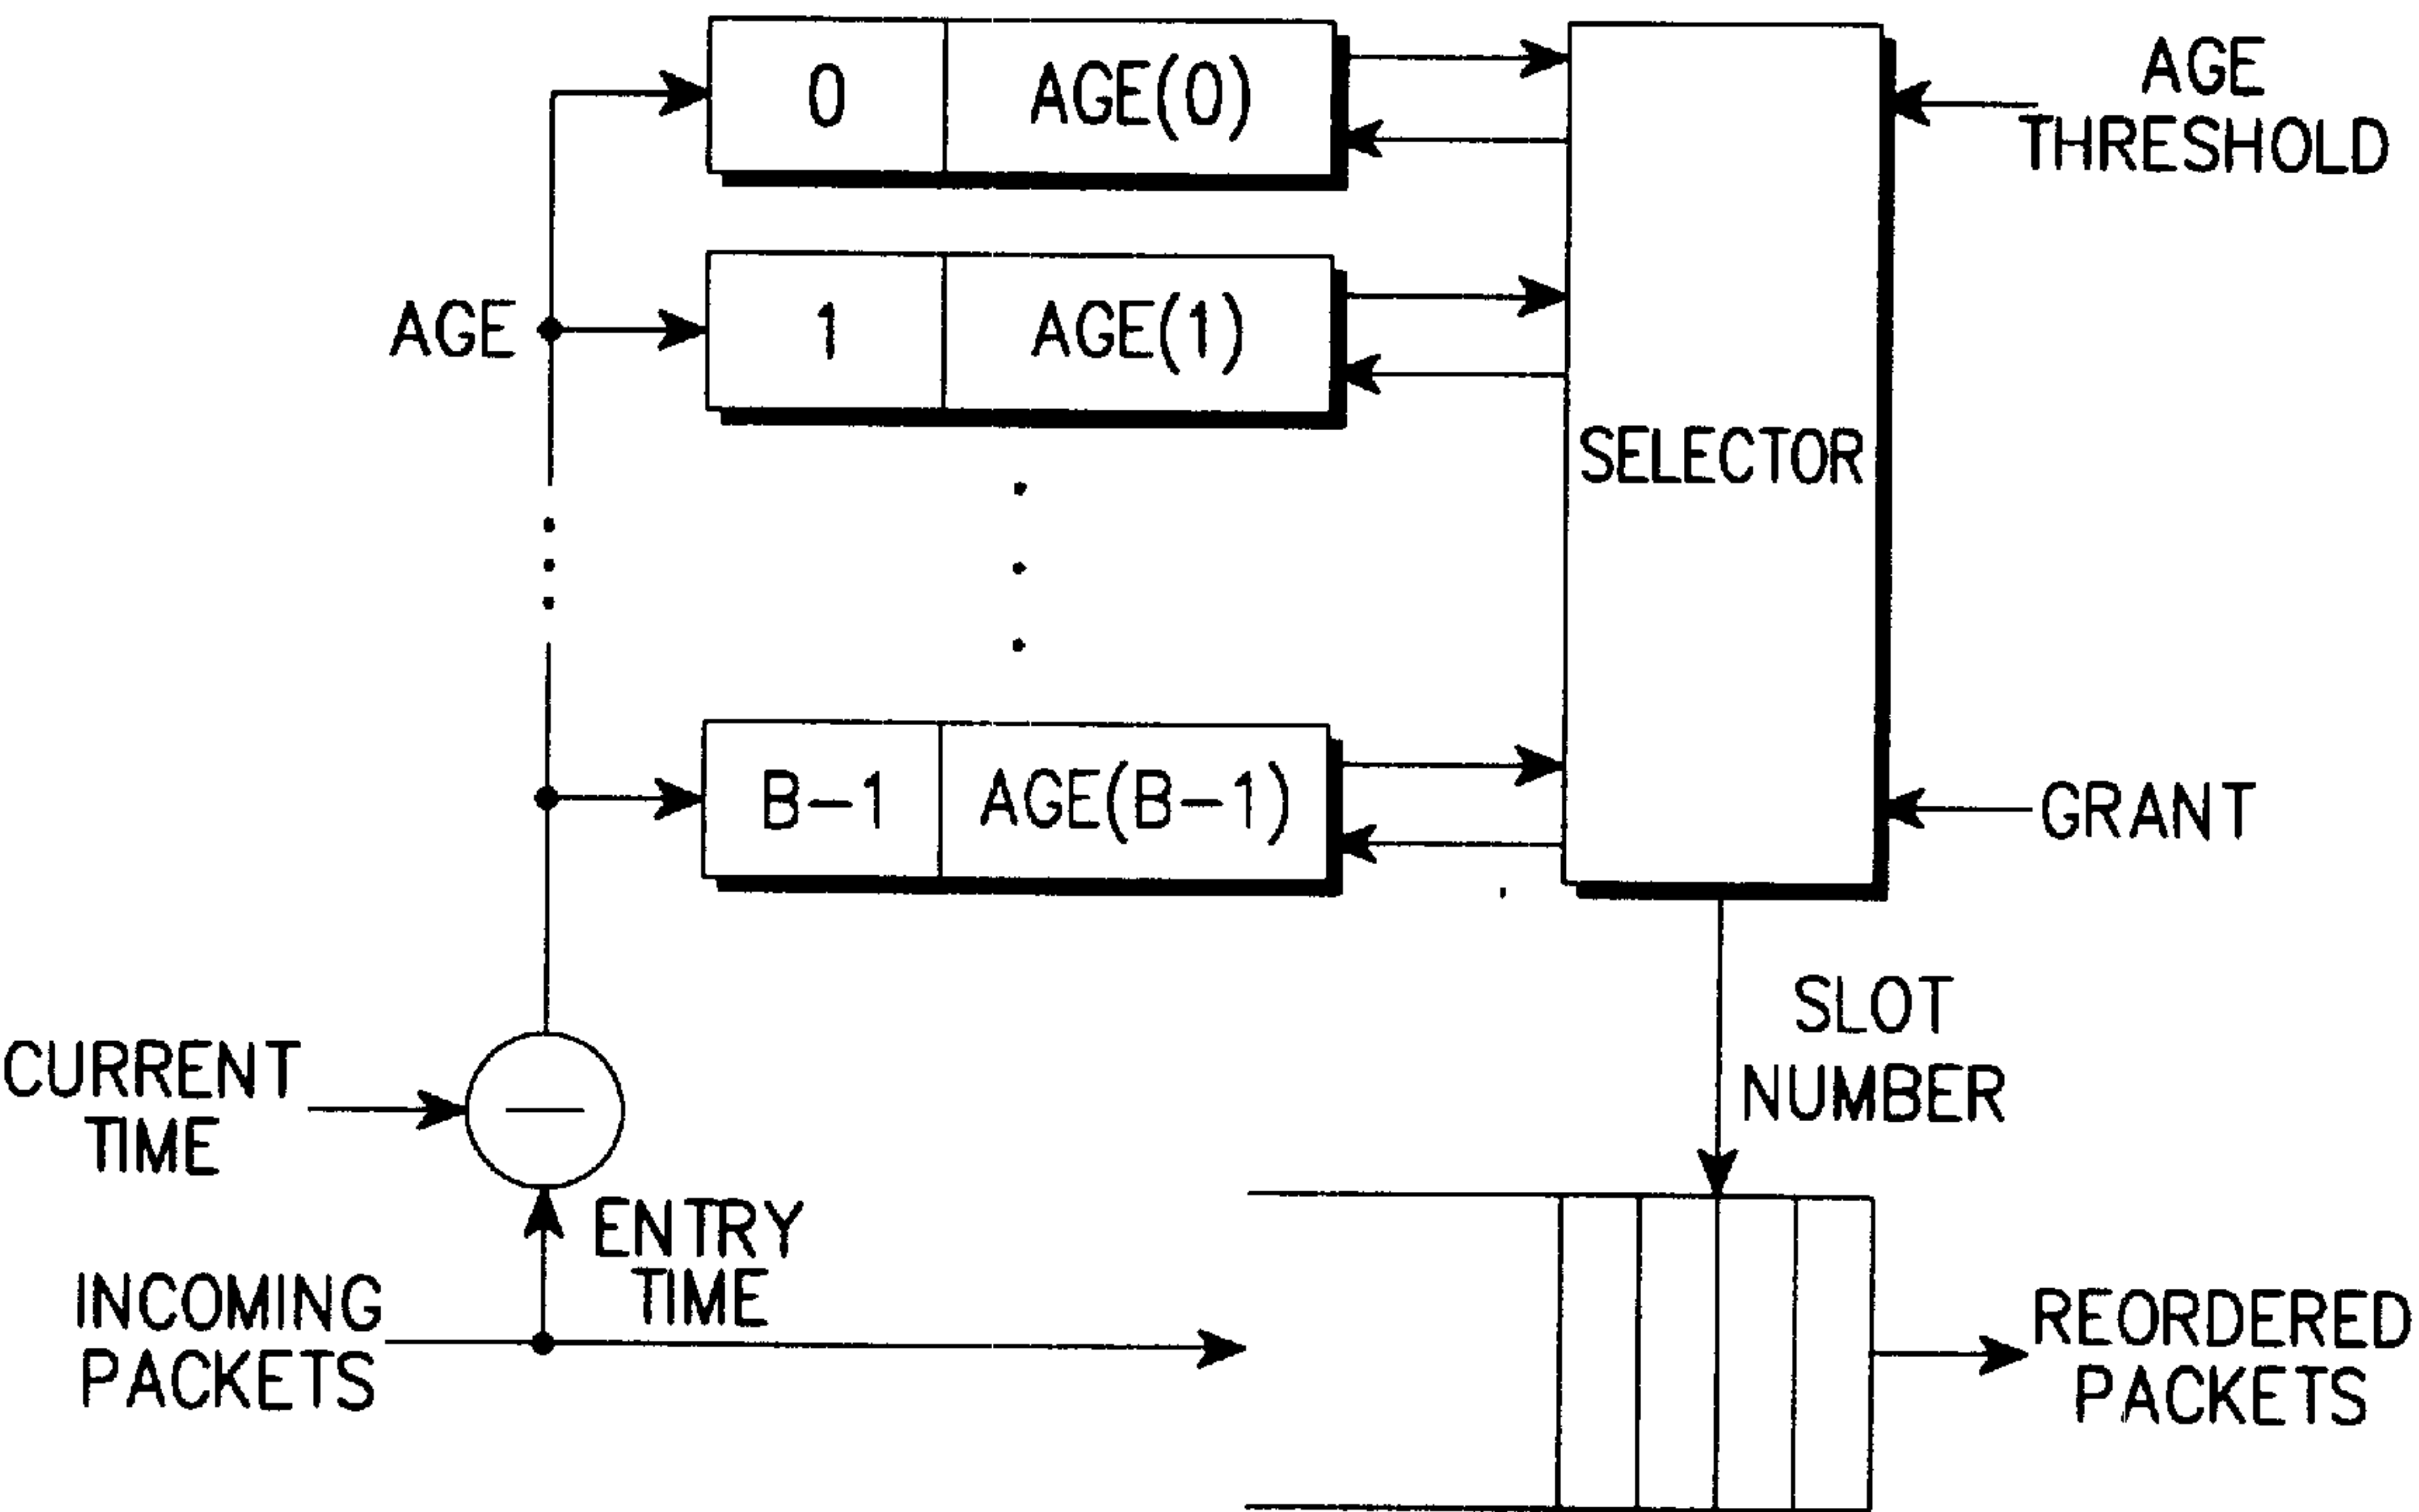 0 AGE(0)
AGE
THRESHOLD
AGE
1 AGE(1)
SELECTOR
B-1 AGE(B-1)
GRANT
SLOT
NUMBER
CURRENT
TIME
—
ENTRY
TIME
INCOMING
PACKETS
REORDERED
PACKETS